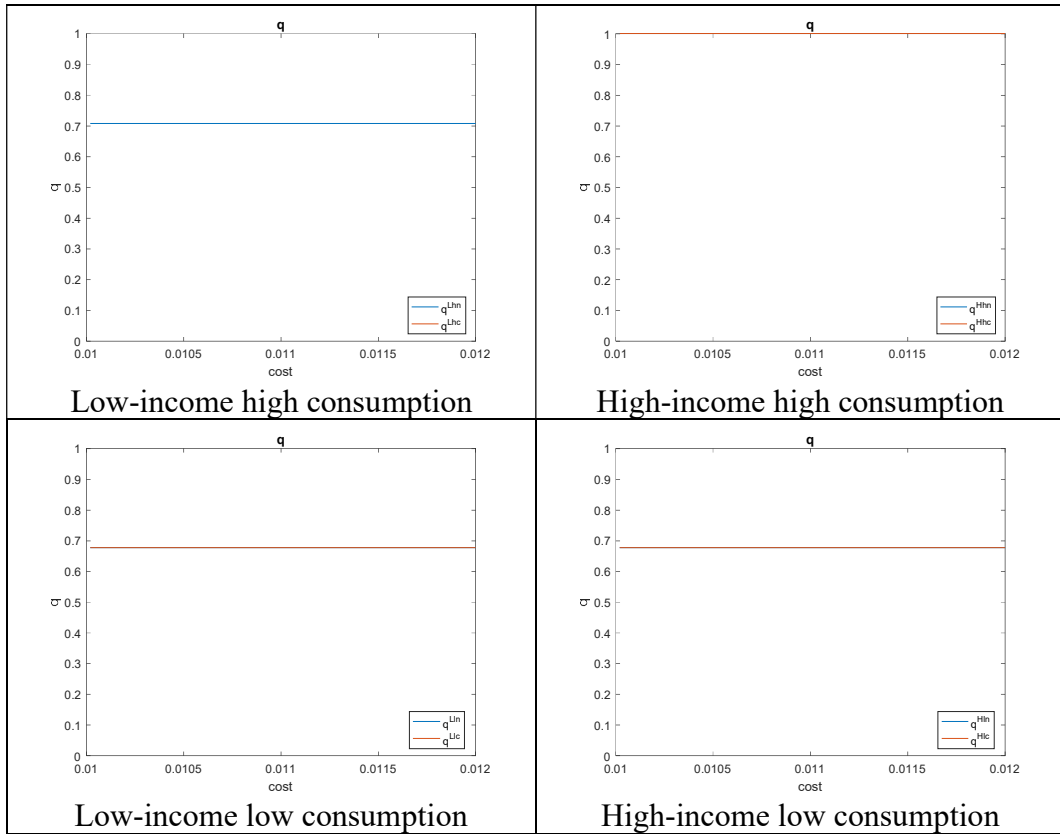 q
1
0.9
0.8
0.7
0.6
q 0.5
0.4
0.3
0.2
0.1
0
q^Lhn
q^Lhc
0.01 0.0105 0.011 0.0115 0.012
cost
Low-income high consumption
q
1
0.9
0.8
0.7
0.6
q 0.5
0.4
0.3
0.2
0.1
0
q^Hhn
q^Hhc
0.01 0.0105 0.011 0.0115 0.012
cost
High-income high consumption
q
1
0.9
0.8
0.7
0.6
q 0.5
0.4
0.3
0.2
0.1
0
q^Lln
q^Llc
0.01 0.0105 0.011 0.0115 0.012
cost
Low-income low consumption
q
1
0.9
0.8
0.7
0.6
q 0.5
0.4
0.3
0.2
0.1
0
q^Hln
q^Hlc
0.01 0.0105 0.011 0.0115 0.012
cost
High-income low consumption